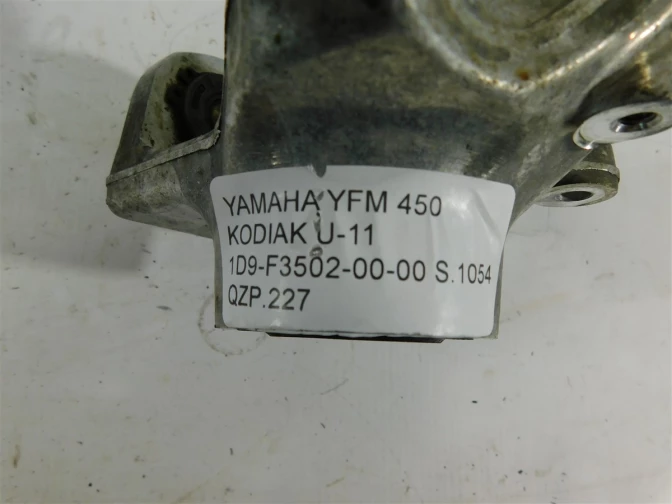 YAMAHA YFM 450
KODIAK U-11
1D9-F3502-00-00 S.1054
QZP.227